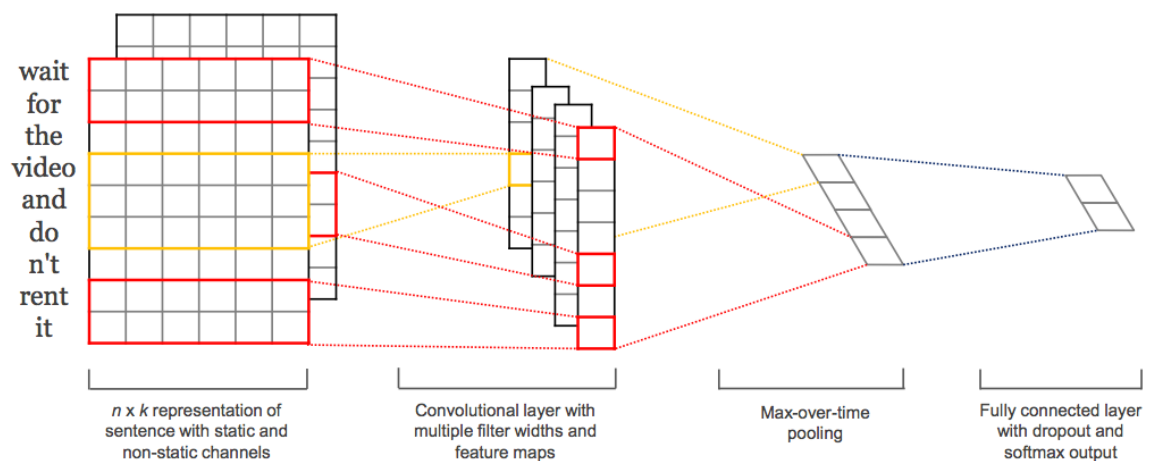 wait
for
the
video
and
do
n't
rent
it
n x k representation of
sentence with static and
non-static channels
Convolutional layer with
multiple filter widths and
feature maps
Max-over-time
pooling
Fully connected layer
with dropout and
softmax output